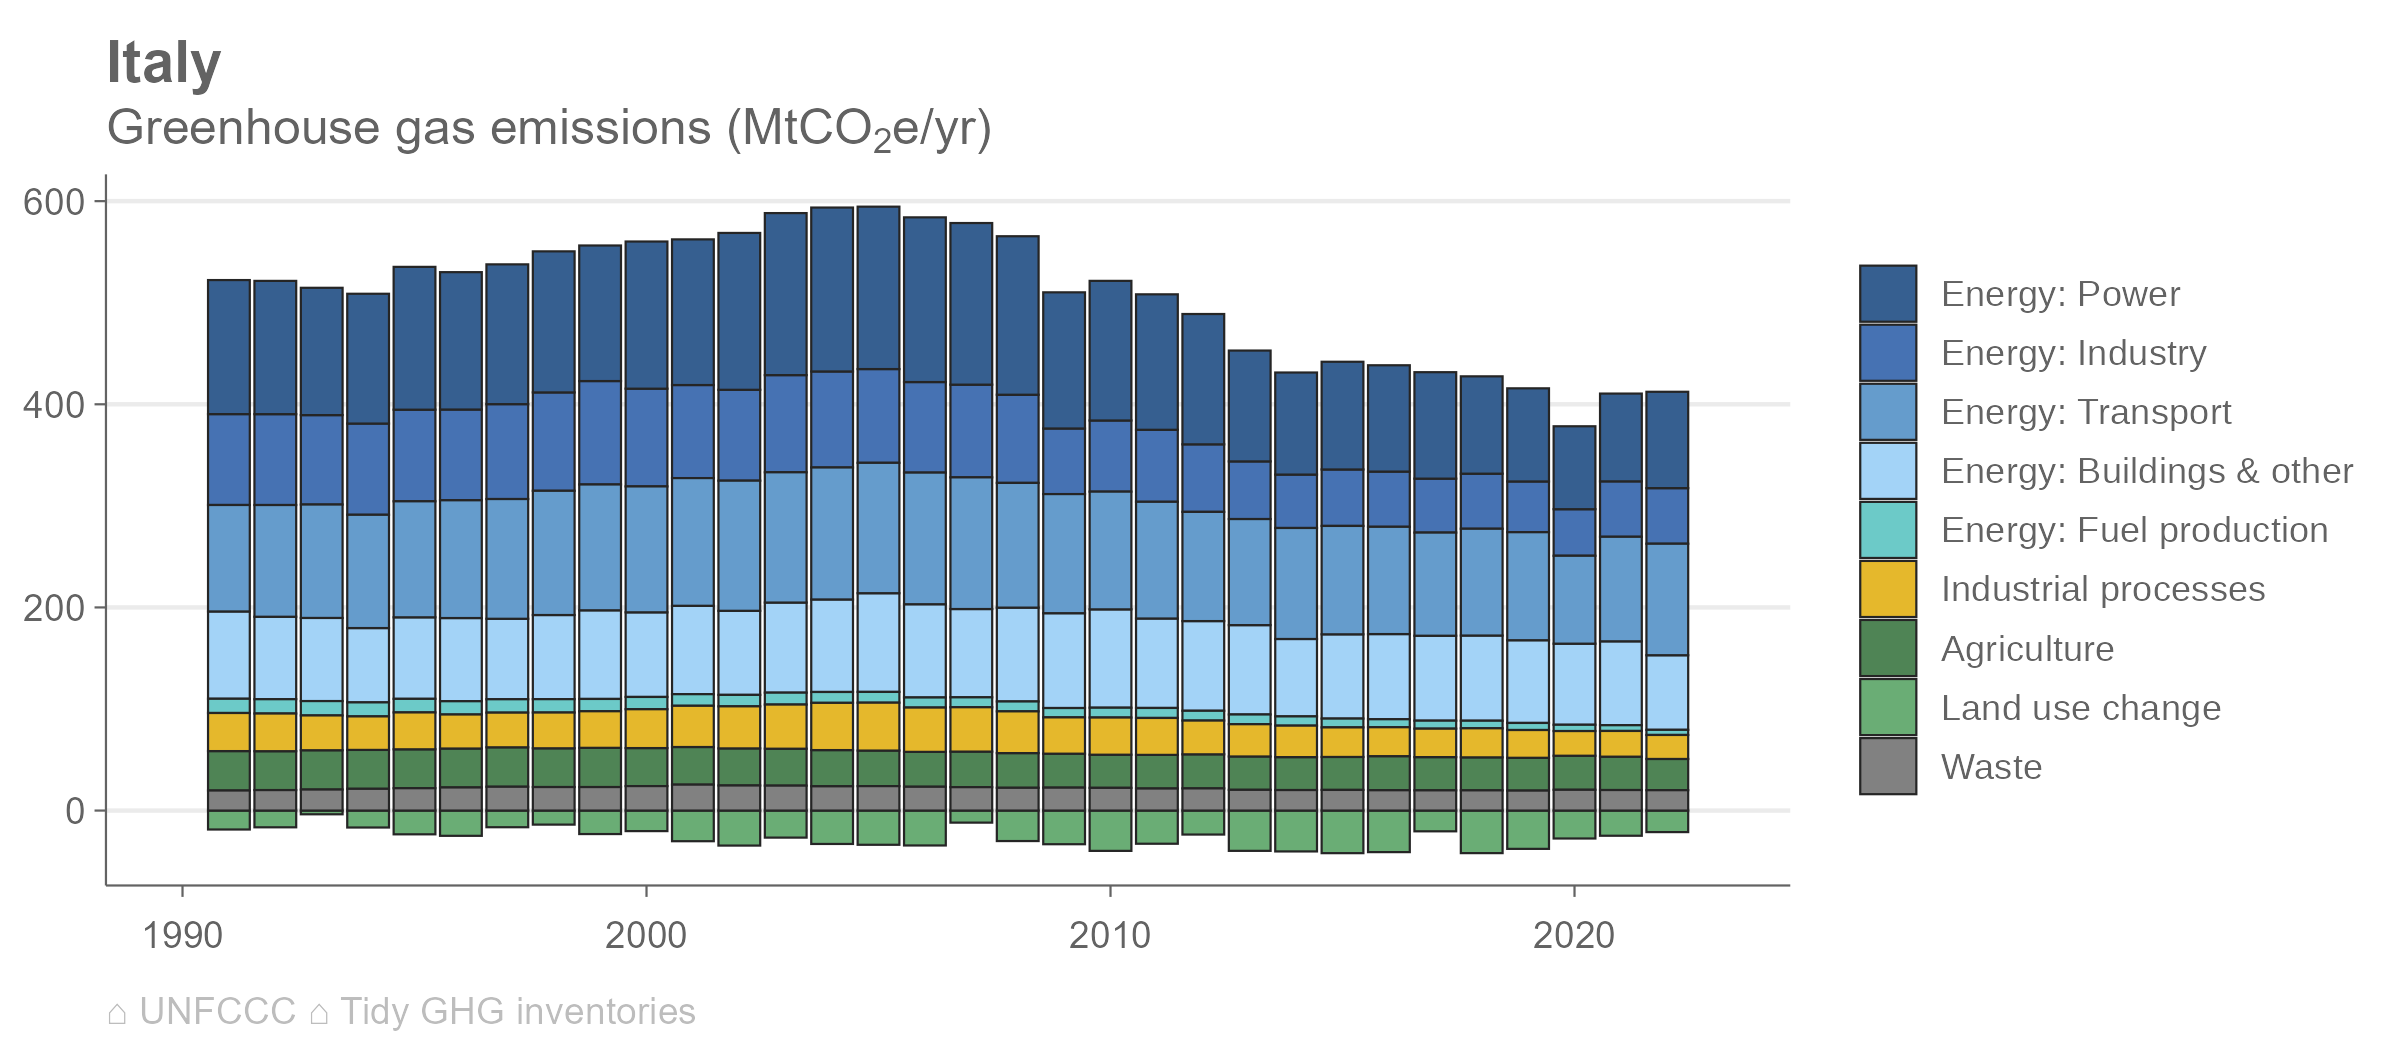 Italy
Greenhouse gas emissions (MtCO₂e/yr)
600
400
200
0
1990 2000 2010 2020
Energy: Power
Energy: Industry
Energy: Transport
Energy: Buildings & other
Energy: Fuel production
Industrial processes
Agriculture
Land use change
Waste
⌂ UNFCCC ⌂ Tidy GHG inventories